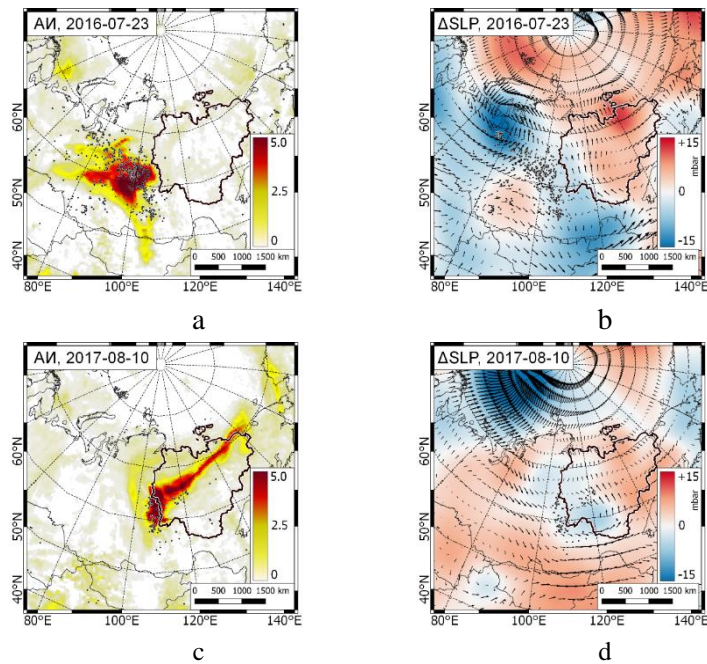 АИ, 2016-07-23
60°N
50°N
40°N
5.0
2.5
0
0 500 1000 1500 km
80°E 100°E 120°E 140°E
a
ΔSLP, 2016-07-23
60°N
50°N
40°N
+15
0
-15
mbar
0 500 1000 1500 km
80°E 100°E 120°E 140°E
b
АИ, 2017-08-10
60°N
50°N
40°N
5.0
2.5
0
0 500 1000 1500 km
80°E 100°E 120°E 140°E
c
ΔSLP, 2017-08-10
60°N
50°N
40°N
+15
0
-15
mbar
0 500 1000 1500 km
80°E 100°E 120°E 140°E
d